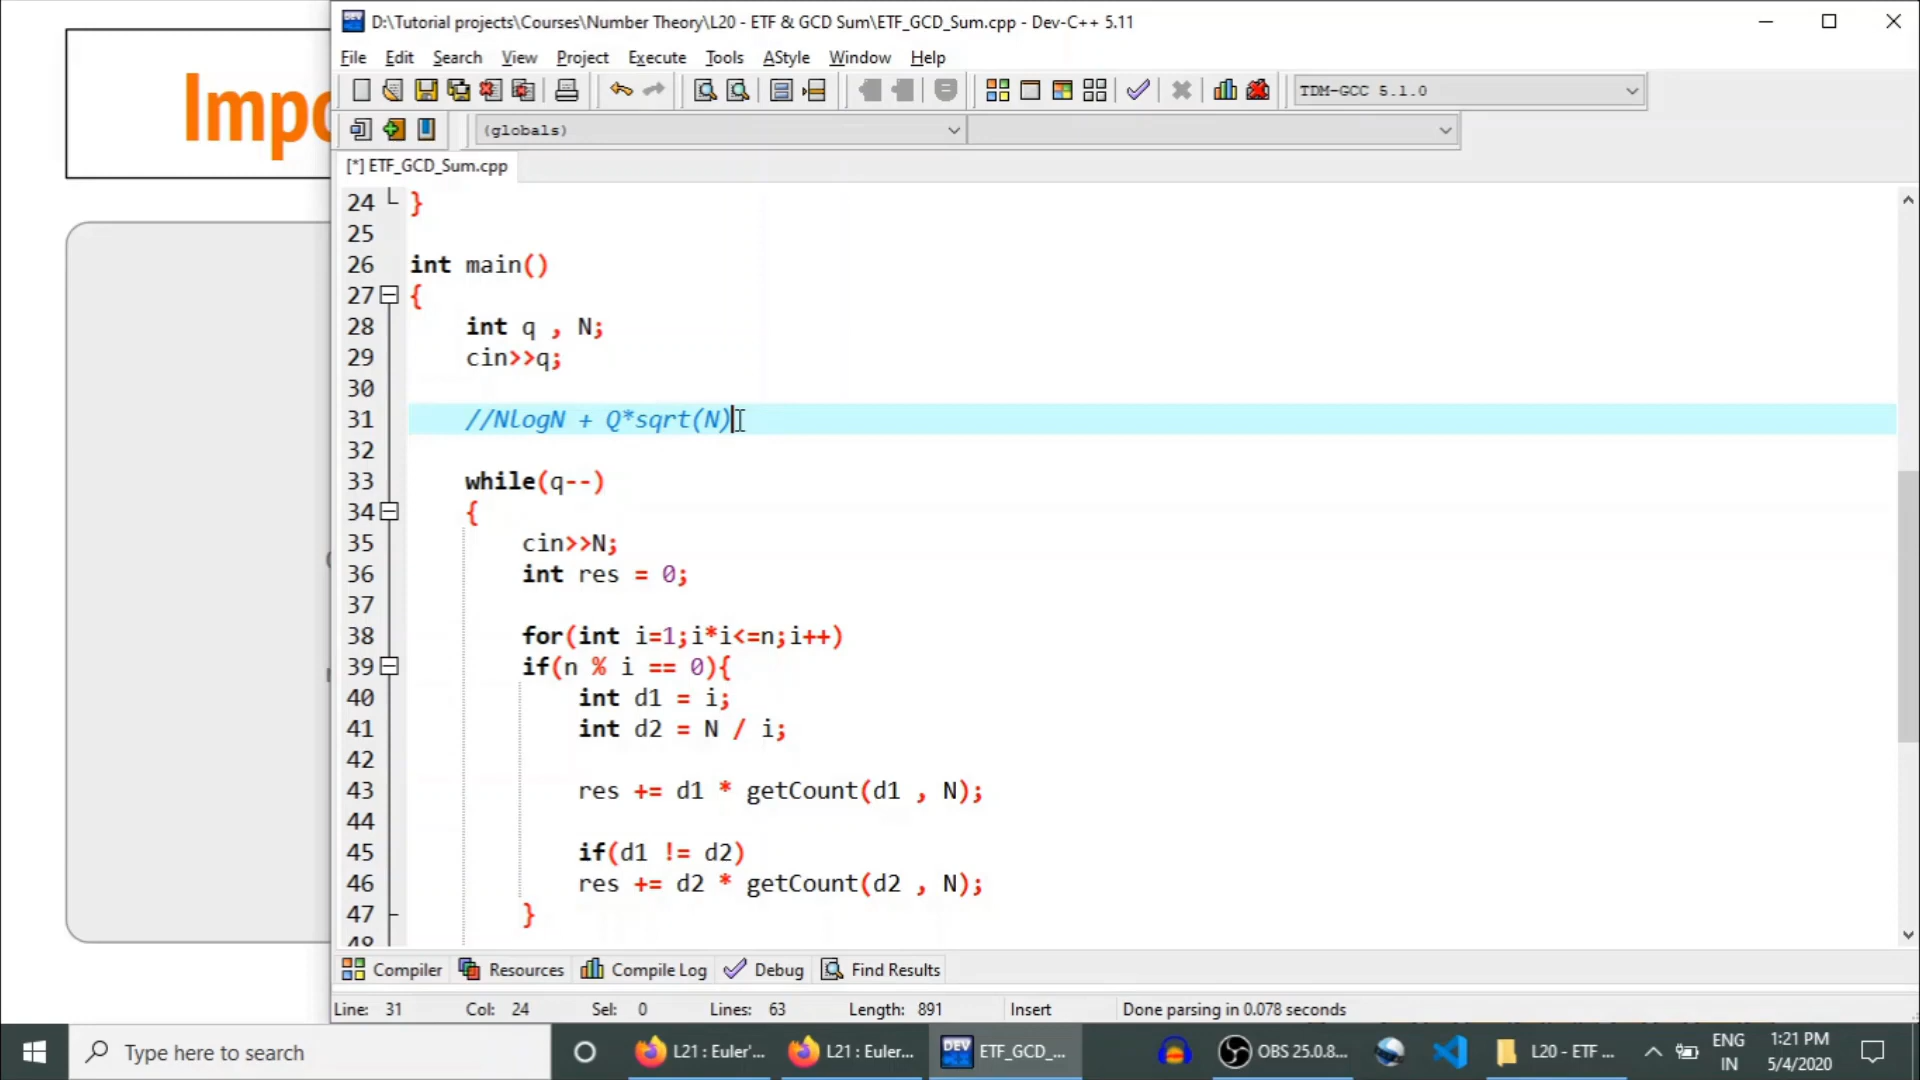 Impo
D:\Tutorial projects\Courses\Number Theory\L20 - ETF & GCD Sum\ETF_GCD_Sum.cpp - Dev-C++ 5.11
File Edit Search View Project Execute Tools AStyle Window Help
TDM-GCC 5.1.0
(globals)
[*] ETF_GCD_Sum.cpp
24 }
25
26 int main()
27 {
28 int q , N;
29 cin>>q;
30
31 //NlogN + Q*sqrt(N)
32
33 while(q--)
34 {
35 cin>>N;
36 int res = 0;
37
38 for(int i=1;i*i<=n;i++)
39 if(n % i == 0){
40 int d1 = i;
41 int d2 = N / i;
42
43 res += d1 * getCount(d1 , N);
44
45 if(d1 != d2)
46 res += d2 * getCount(d2 , N);
47 }
48
Compiler Resources Compile Log Debug Find Results
Line: 31 Col: 24 Sel: 0 Lines: 63 Length: 891 Insert Done parsing in 0.078 seconds
Type here to search L21 : Euler'... L21 : Euler... DEV ETF_GCD_... OBS 25.0.8... L20 - ETF ... ENG IN 1:21 PM 5/4/2020